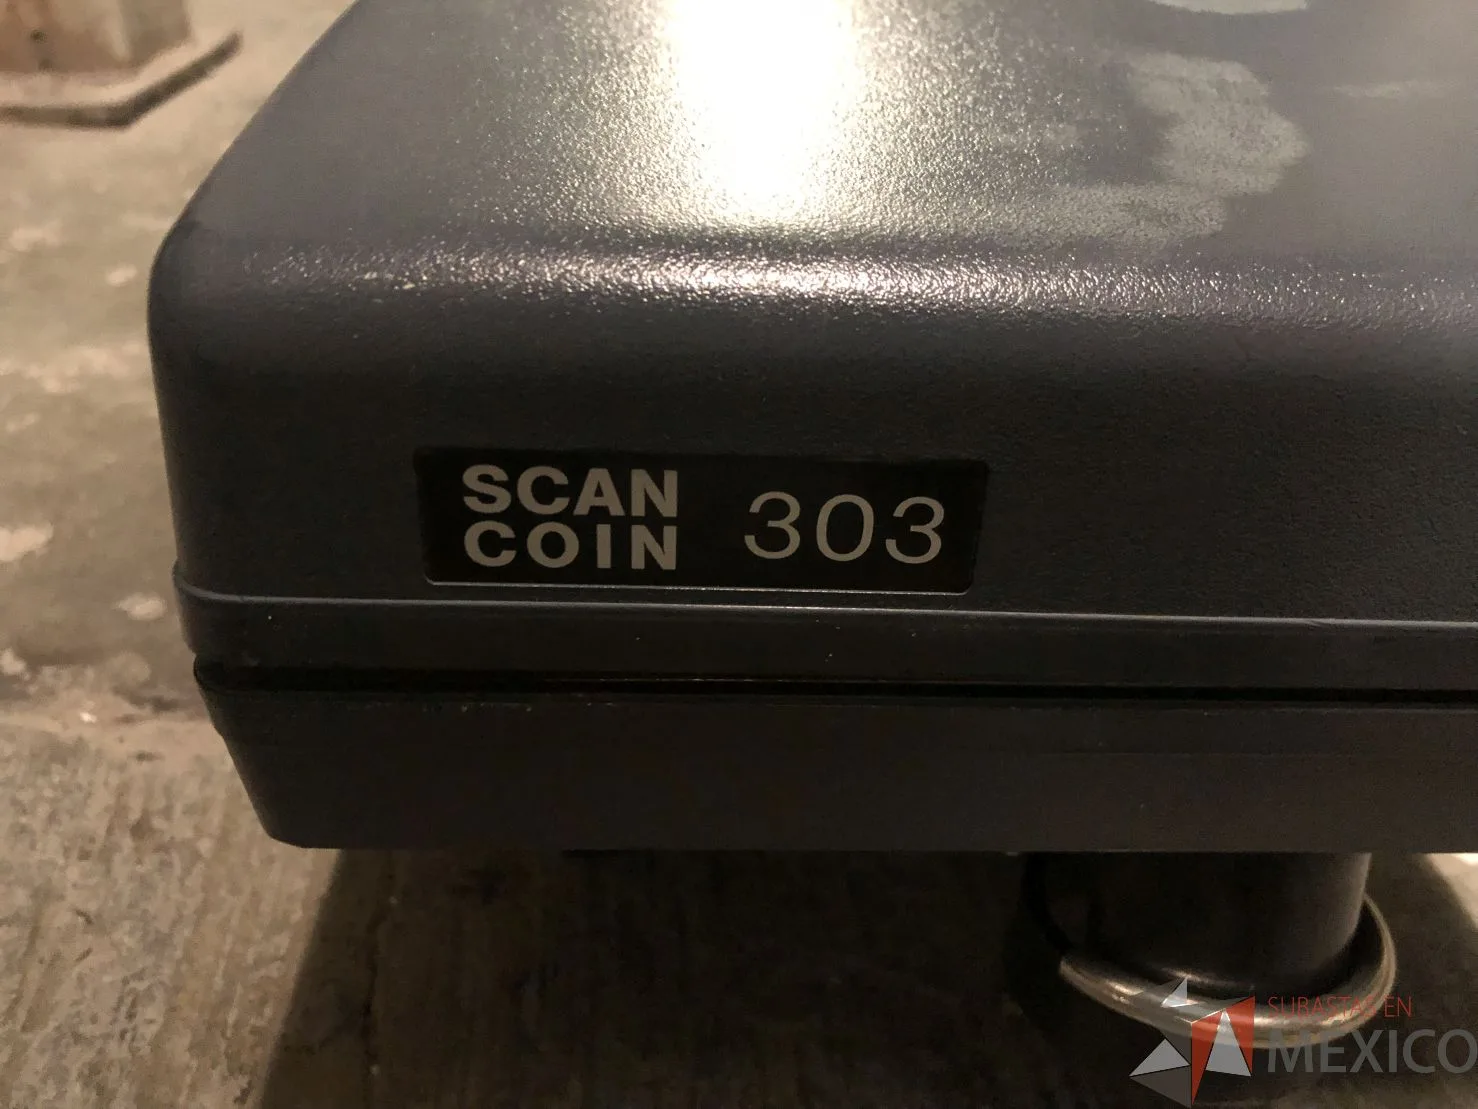 SCAN
COIN 303
SUBASTAS EN
MEXICO